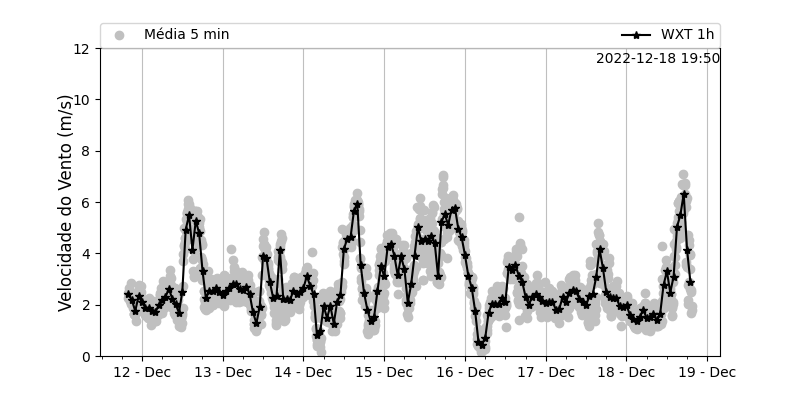 Média 5 min
WXT 1h
2022-12-18 19:50
Velocidade do Vento (m/s)
12
10
8
6
4
2
0
12 - Dec
13 - Dec
14 - Dec
15 - Dec
16 - Dec
17 - Dec
18 - Dec
19 - Dec